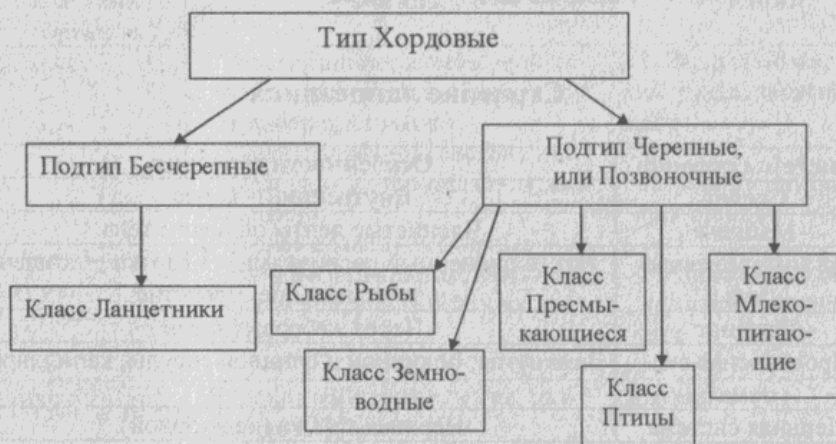 Тип Хордовые
Подтип Бесчерепные
Подтип Черепные,
или Позвоночные
Класс Ланцетники
Класс Рыбы
Класс Земно-
водные
Класс
Пресмы-
кающиеся
Класс
Птицы
Класс
Млеко-
питаю-
щие